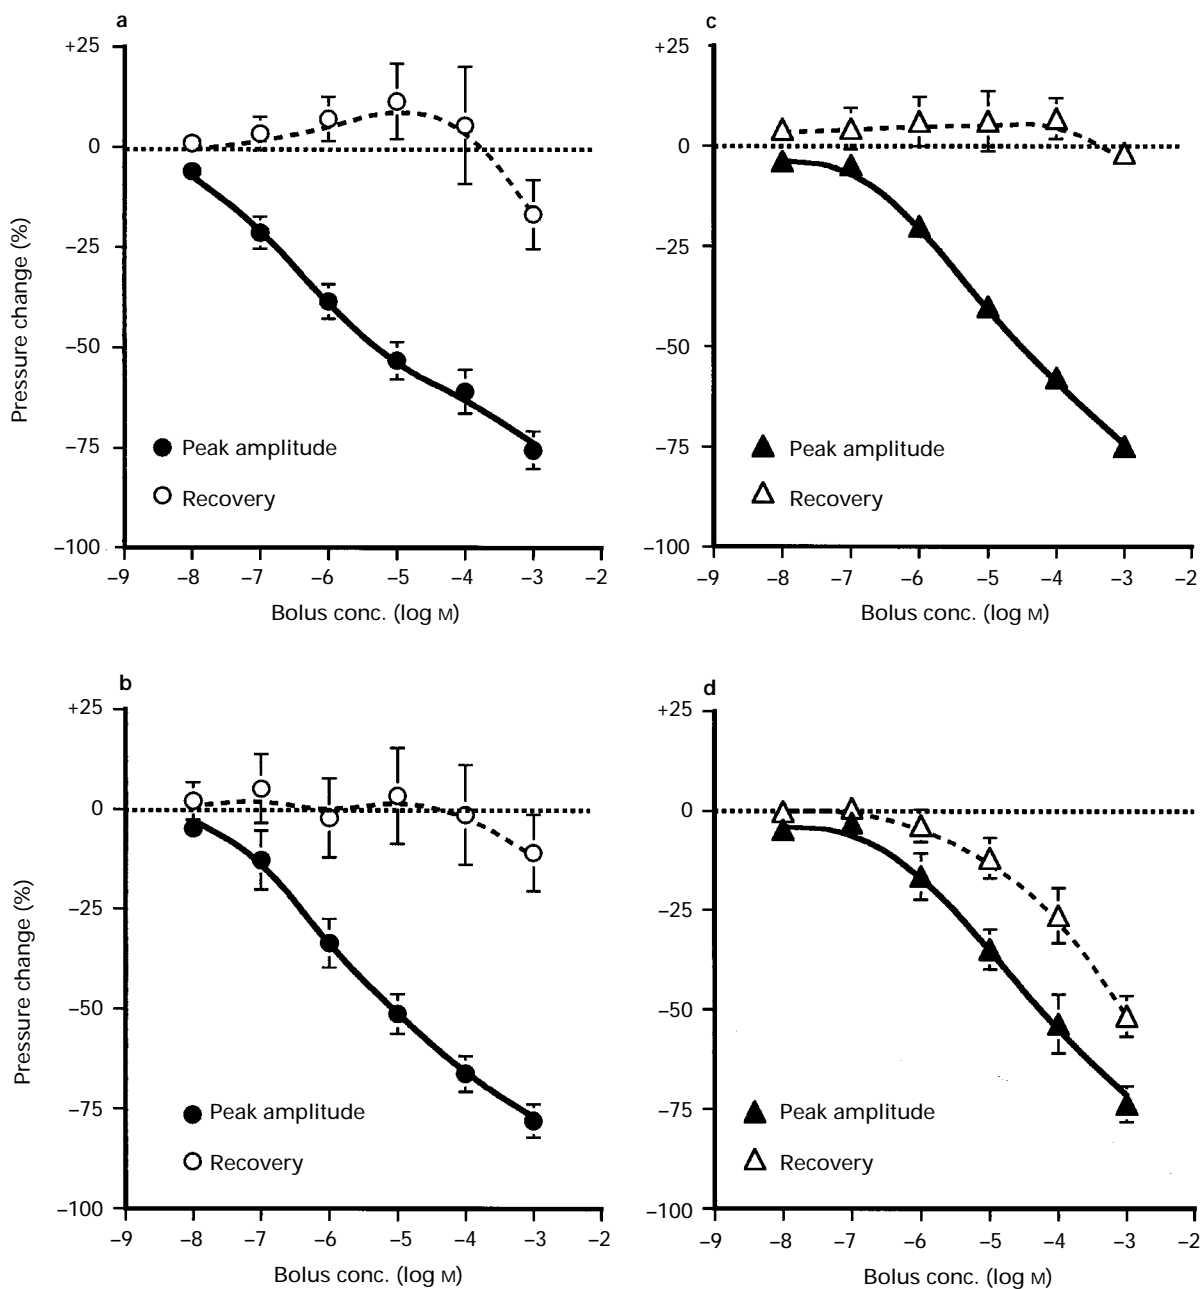 a
+25
0
−25
−50
−75
−100
Pressure change (%)
Peak amplitude
Recovery
−9 −8 −7 −6 −5 −4 −3 −2
Bolus conc. (log M)
c
+25
0
−25
−50
−75
−100
Peak amplitude
Recovery
−9 −8 −7 −6 −5 −4 −3 −2
Bolus conc. (log M)
b
+25
0
−25
−50
−75
−100
Pressure change (%)
Peak amplitude
Recovery
−9 −8 −7 −6 −5 −4 −3 −2
Bolus conc. (log M)
d
+25
0
−25
−50
−75
−100
Peak amplitude
Recovery
−9 −8 −7 −6 −5 −4 −3 −2
Bolus conc. (log M)